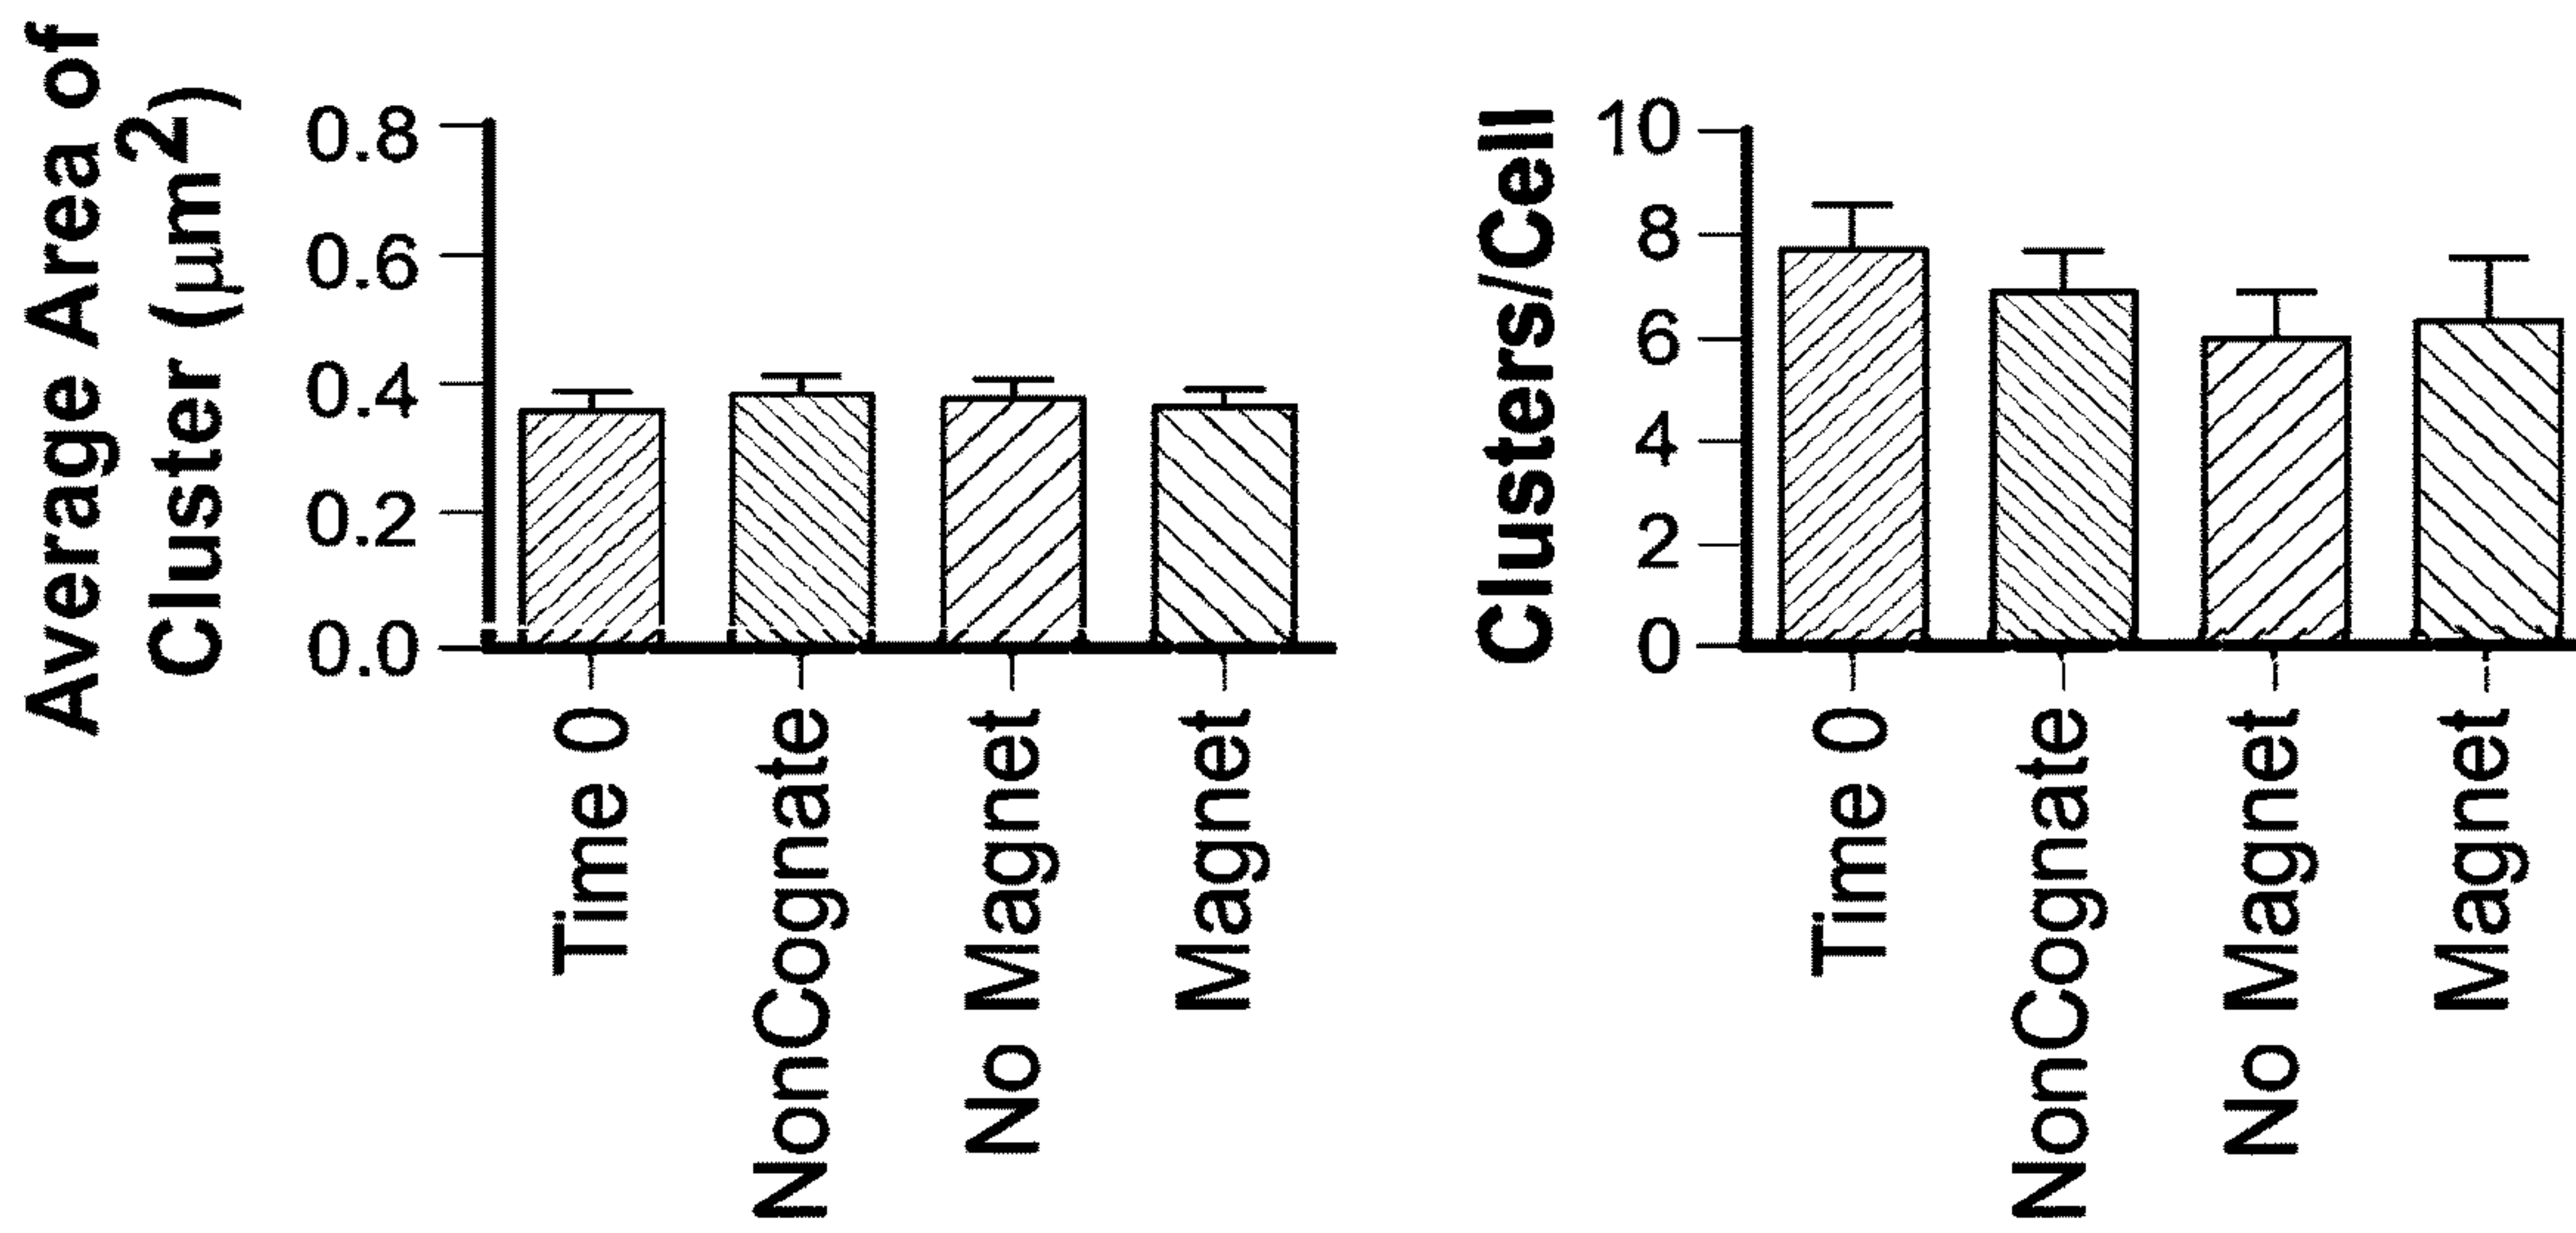 Average Area of
Cluster (μm²)
0.8
0.6
0.4
0.2
0.0
Time 0
NonCognate
No Magnet
Magnet
Clusters/Cell
10
8
6
4
2
0
Time 0
NonCognate
No Magnet
Magnet